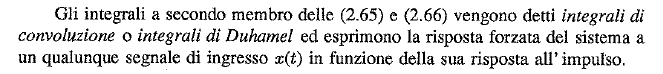 Gli integrali a secondo membro delle (2.65) e (2.66) vengono detti integrali di
convoluzione o integrali di Duhamel ed esprimono la risposta forzata del sistema a
un qualunque segnale di ingresso x(t) in funzione della sua risposta all'impulso.